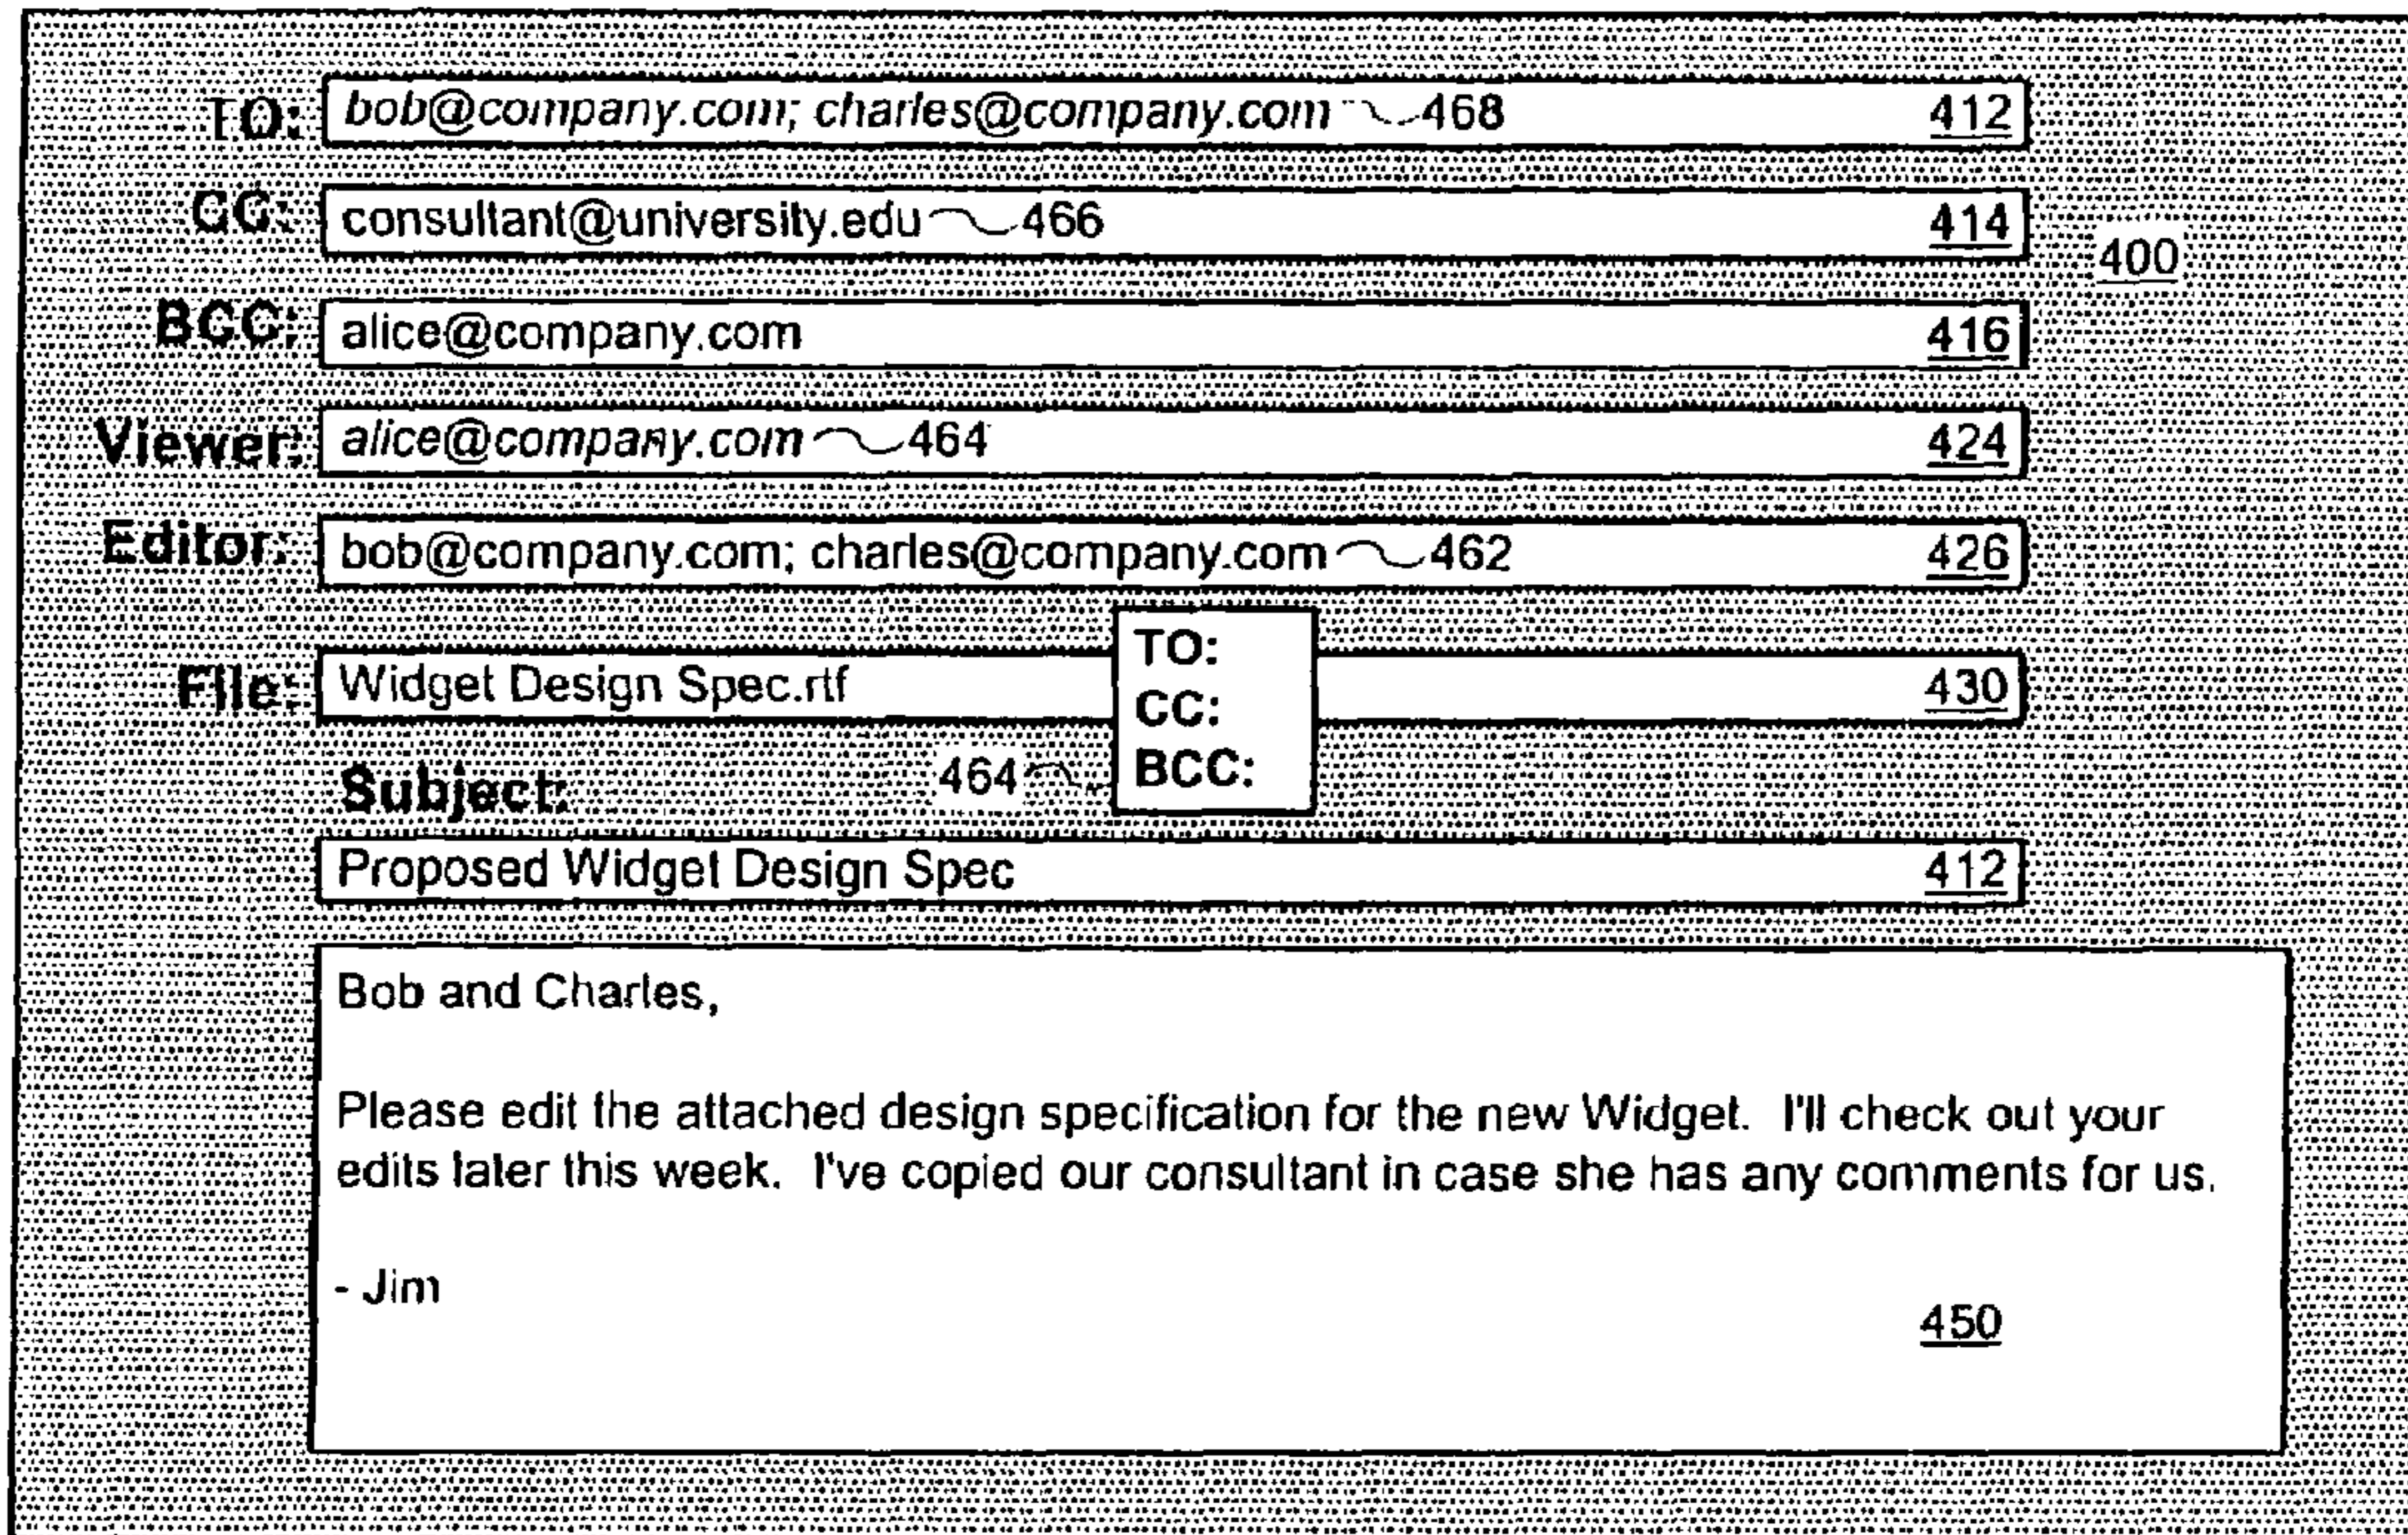 TO: bob@company.com; charles@company.com 468 412
CC: consultant@university.edu 466 414
400
BCC: alice@company.com 416
Viewer: alice@company.com 464 424
Editor: bob@company.com; charles@company.com 462 426
TO:
File: Widget Design Spec.rtf 430
CC:
Subject: 464 BCC:
Proposed Widget Design Spec 412
Bob and Charles,
Please edit the attached design specification for the new Widget. I'll check out your
edits later this week. I've copied our consultant in case she has any comments for us.
- Jim
450